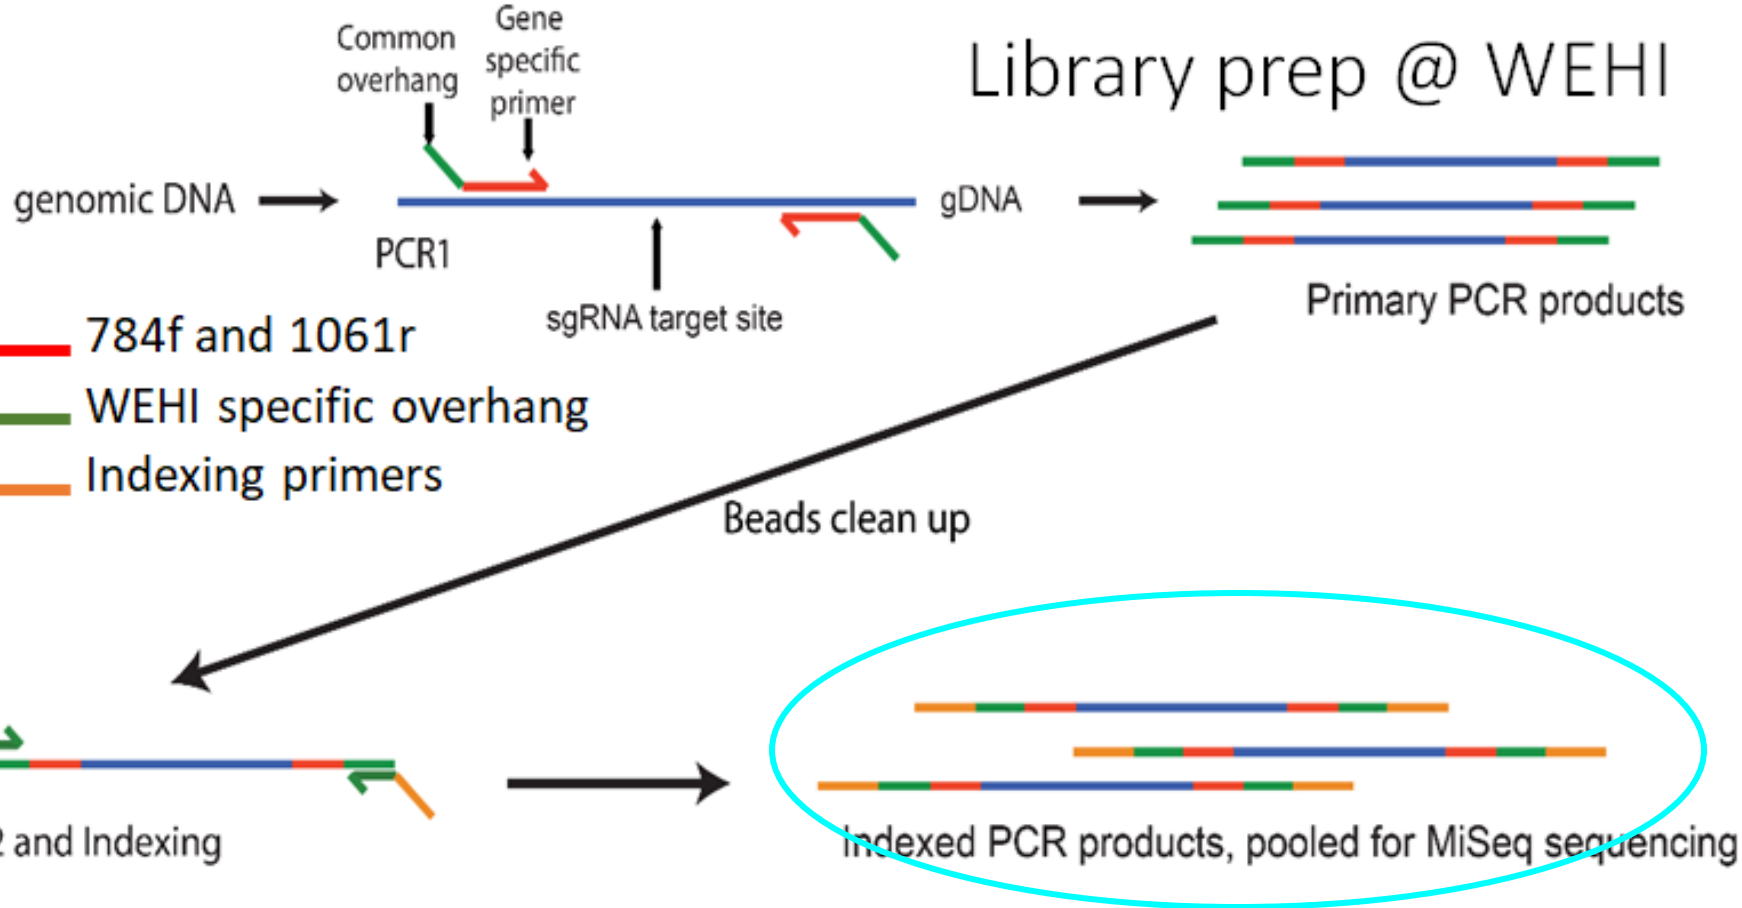 Common
overhang
Gene
specific
primer
Library prep @ WEHI
genomic DNA
gDNA
PCR1
sgRNA target site
Primary PCR products
784f and 1061r
WEHI specific overhang
Indexing primers
Beads clean up
2 and Indexing
Indexed PCR products, pooled for MiSeq sequencing